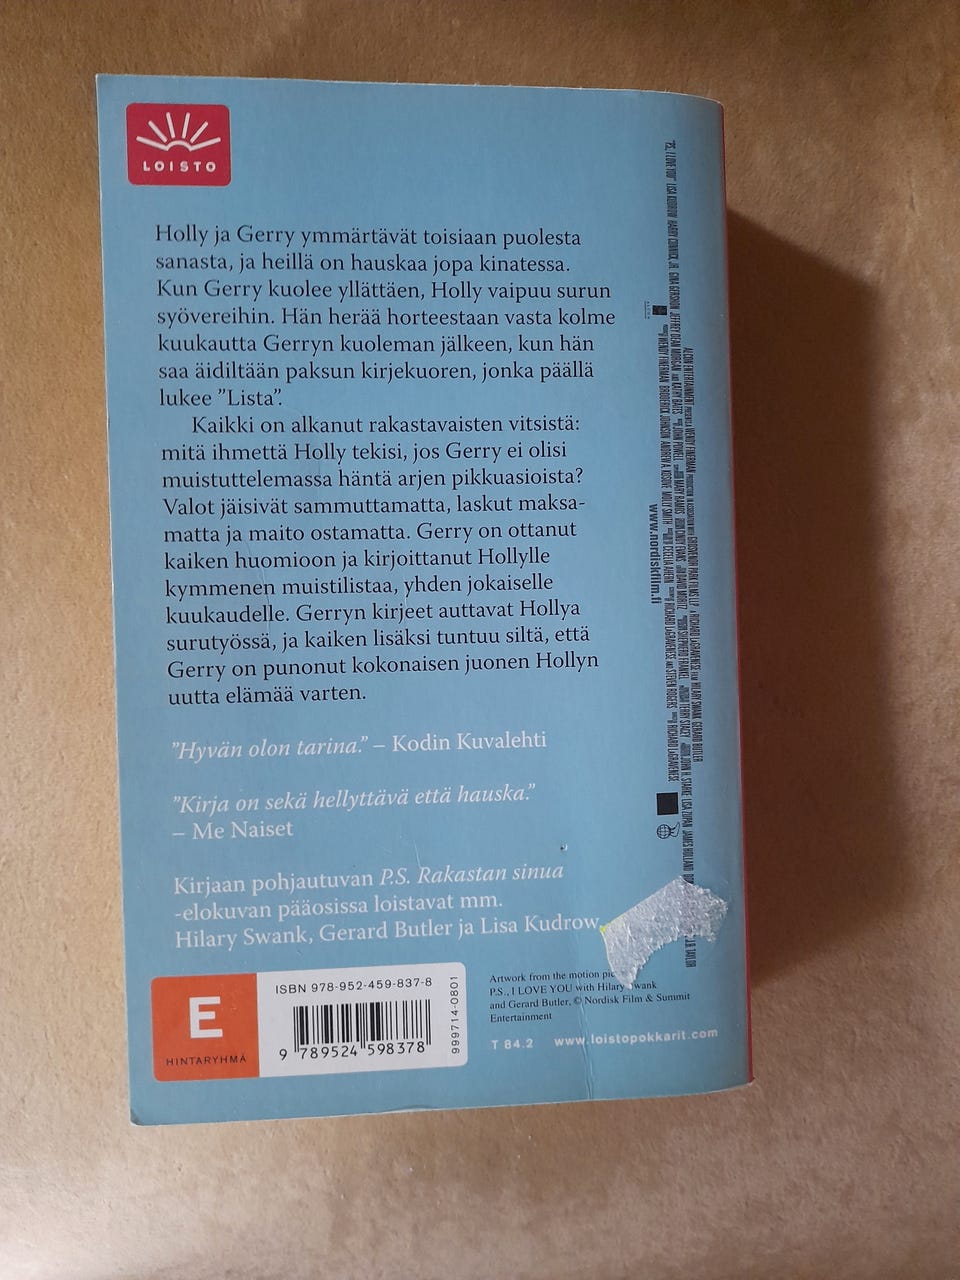 LOISTO
Holly ja Gerry ymmärtävät toisiaan puolesta
sanasta, ja heillä on hauskaa jopa kinatessa.
Kun Gerry kuolee yllättäen, Holly vaipuu surun
syövereihin. Hän herää horteestaan vasta kolme
kuukautta Gerryn kuoleman jälkeen, kun hän
saa äidiltään paksun kirjekuoren, jonka päällä
lukee ”Lista”.
Kaikki on alkanut rakastavaisten vitsistä:
mitä ihmettä Holly tekisi, jos Gerry ei olisi
muistuttelemassa häntä arjen pikkuasioista?
Valot jäisivät sammuttamatta, laskut maksa-
matta ja maito ostamatta. Gerry on ottanut
kaiken huomioon ja kirjoittanut Hollylle
kymmenen muistilistaa, yhden jokaiselle
kuukaudelle. Gerryn kirjeet auttavat Hollya
surutyössä, ja kaiken lisäksi tuntuu siltä, että
Gerry on punonut kokonaisen juonen Hollyn
uutta elämää varten.
”Hyvän olon tarina.” – Kodin Kuvalehti
”Kirja on sekä hellyttävä että hauska.”
– Me Naiset
Kirjaan pohjautuvan P.S. Rakastan sinua
-elokuvan pääosissa loistavat mm.
Hilary Swank, Gerard Butler ja Lisa Kudrow
E
HINTARYHMÄ
ISBN 978-952-459-837-8
9 789524 598378
999714-0801
Artwork from the motion pic
P.S., I LOVE YOU with Hilary Swank
and Gerard Butler, © Nordisk Film & Summit
Entertainment
T 84.2 www.loistopokkarit.com
www.nordiskfilm.fi